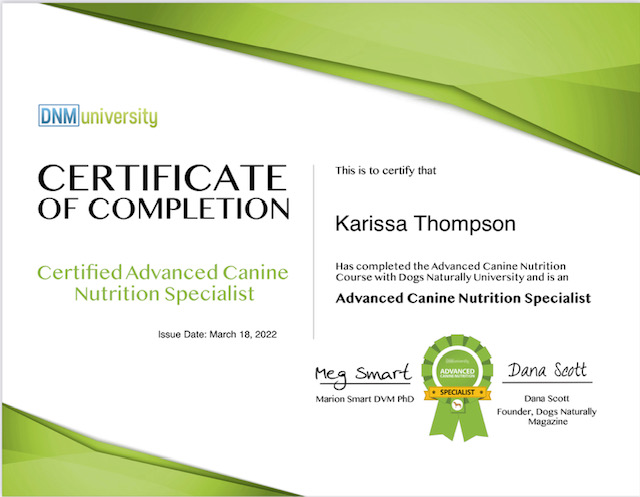 DNMuniversity
CERTIFICATE
OF COMPLETION
Certified Advanced Canine
Nutrition Specialist
Issue Date: March 18, 2022
This is to certify that
Karissa Thompson
Has completed the Advanced Canine Nutrition
Course with Dogs Naturally University and is an
Advanced Canine Nutrition Specialist
Meg Smart
Marion Smart DVM PhD
ADVANCED
CANINE NUTRITION
SPECIALIST
Dana Scott
Dana Scott
Founder, Dogs Naturally
Magazine